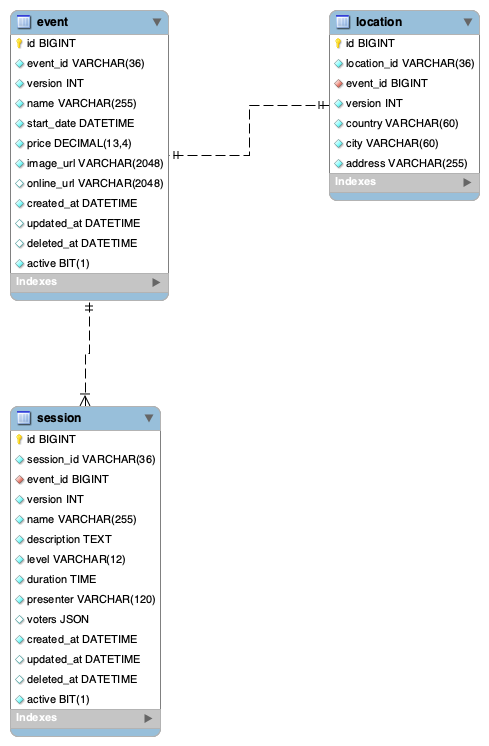 event
id BIGINT
event_id VARCHAR(36)
version INT
name VARCHAR(255)
start_date DATETIME
price DECIMAL(13,4)
image_url VARCHAR(2048)
online_url VARCHAR(2048)
created_at DATETIME
updated_at DATETIME
deleted_at DATETIME
active BIT(1)
Indexes
location
id BIGINT
location_id VARCHAR(36)
event_id BIGINT
version INT
country VARCHAR(60)
city VARCHAR(60)
address VARCHAR(255)
Indexes
session
id BIGINT
session_id VARCHAR(36)
event_id BIGINT
version INT
name VARCHAR(255)
description TEXT
level VARCHAR(12)
duration TIME
presenter VARCHAR(120)
voters JSON
created_at DATETIME
updated_at DATETIME
deleted_at DATETIME
active BIT(1)
Indexes